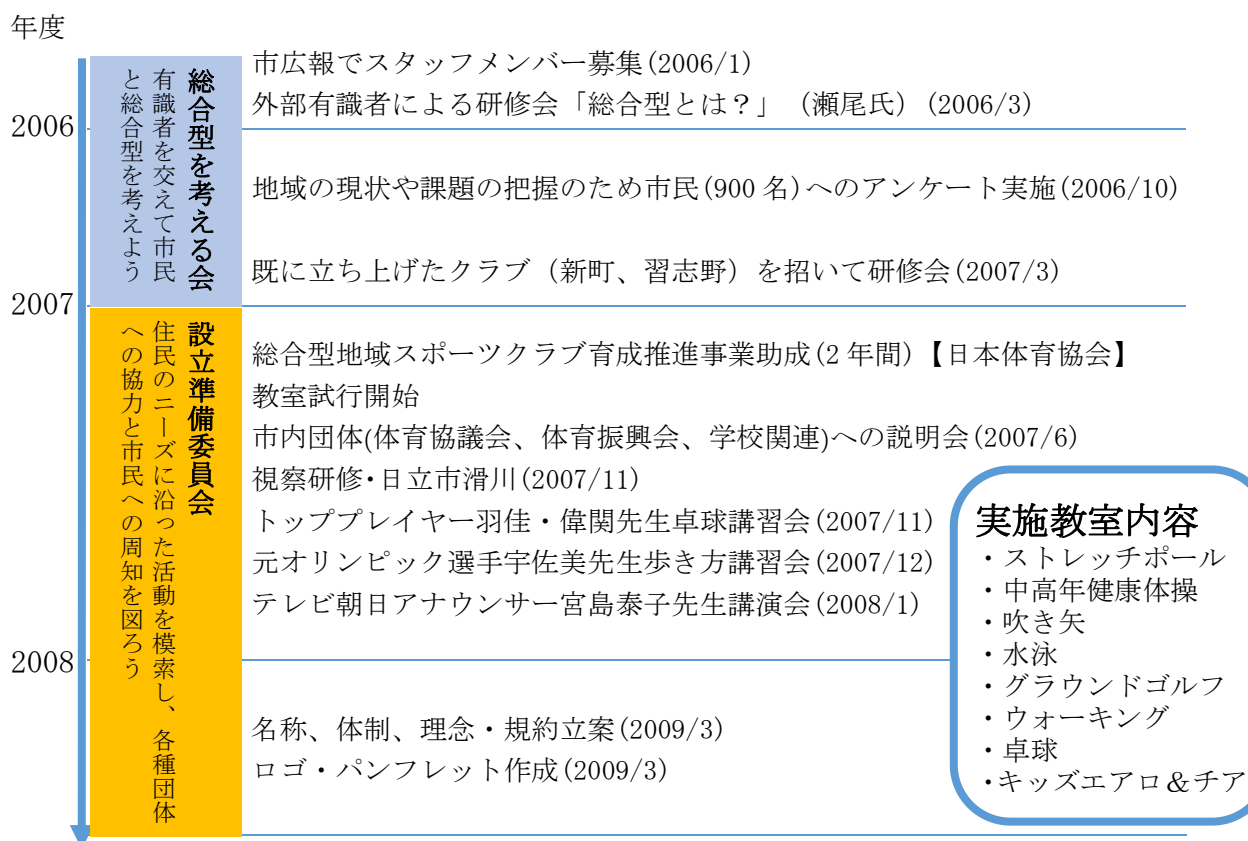 年度
総合型を考える会
有識者を交えて市民
と総合型を考えよう
市広報でスタッフメンバー募集(2006/1)
外部有識者による研修会「総合型とは？」（瀬尾氏）(2006/3)
2006
地域の現状や課題の把握のため市民(900名)へのアンケート実施(2006/10)
既に立ち上げたクラブ（新町、習志野）を招いて研修会(2007/3)
2007
設立準備委員会
住民のニーズに沿った活動を模索し、各種団体
への協力と市民への周知を図ろう
総合型地域スポーツクラブ育成推進事業助成(2年間)【日本体育協会】
教室試行開始
市内団体(体育協議会、体育振興会、学校関連)への説明会(2007/6)
視察研修・日立市滑川(2007/11)
トッププレイヤー羽佳・偉関先生卓球講習会(2007/11)
元オリンピック選手宇佐美先生歩き方講習会(2007/12)
テレビ朝日アナウンサー宮島泰子先生講演会(2008/1)
2008
名称、体制、理念・規約立案(2009/3)
ロゴ・パンフレット作成(2009/3)
実施教室内容
・ストレッチポール
・中高年健康体操
・吹き矢
・水泳
・グラウンドゴルフ
・ウォーキング
・卓球
・キッズエアロ＆チア